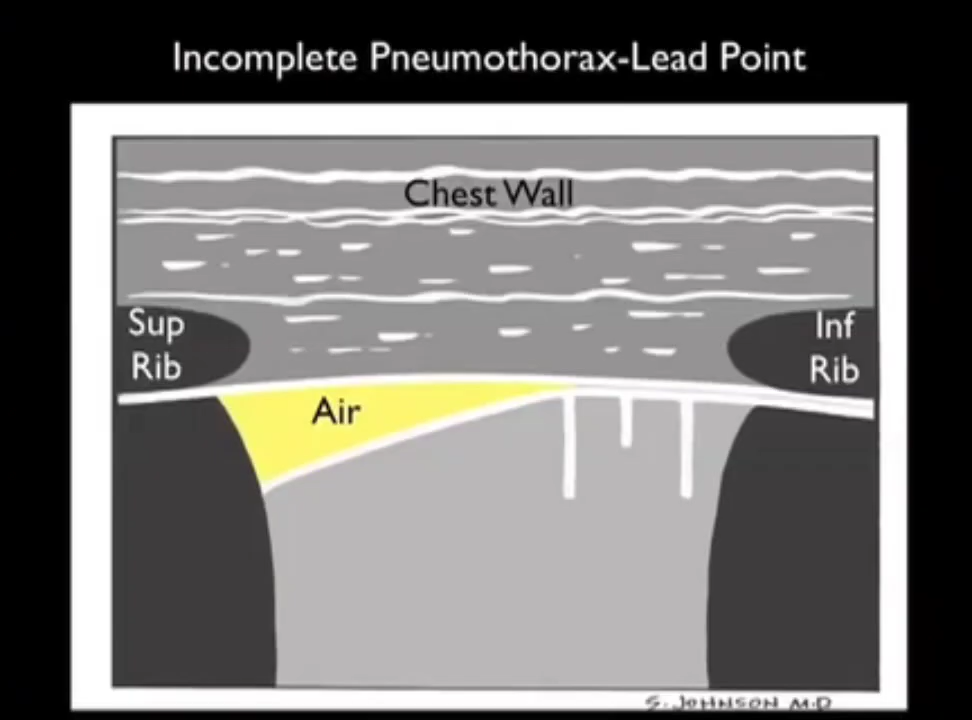 Incomplete Pneumothorax-Lead Point
Chest Wall
Sup
Rib
Inf
Rib
Air
S. JOHNSON M.D